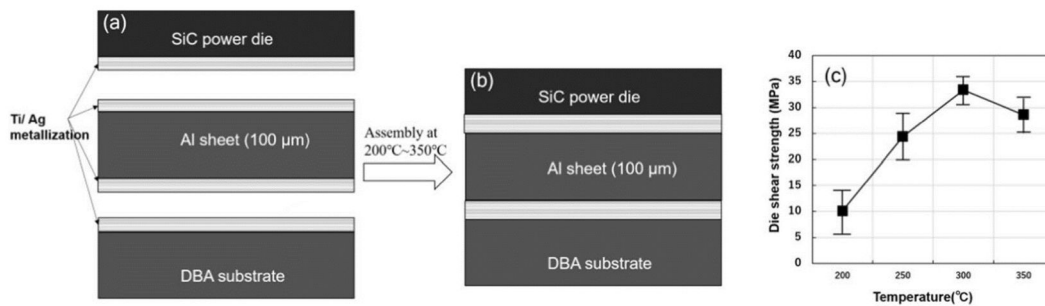 (a)
SiC power die
Ti/ Ag
metallization
Al sheet (100 μm)
DBA substrate
Assembly at
200℃~350℃
(b)
SiC power die
Al sheet (100 μm)
DBA substrate
(c)
Die shear strength (MPa)
40
35
30
25
20
15
10
5
0
200 250 300 350
Temperature(℃)